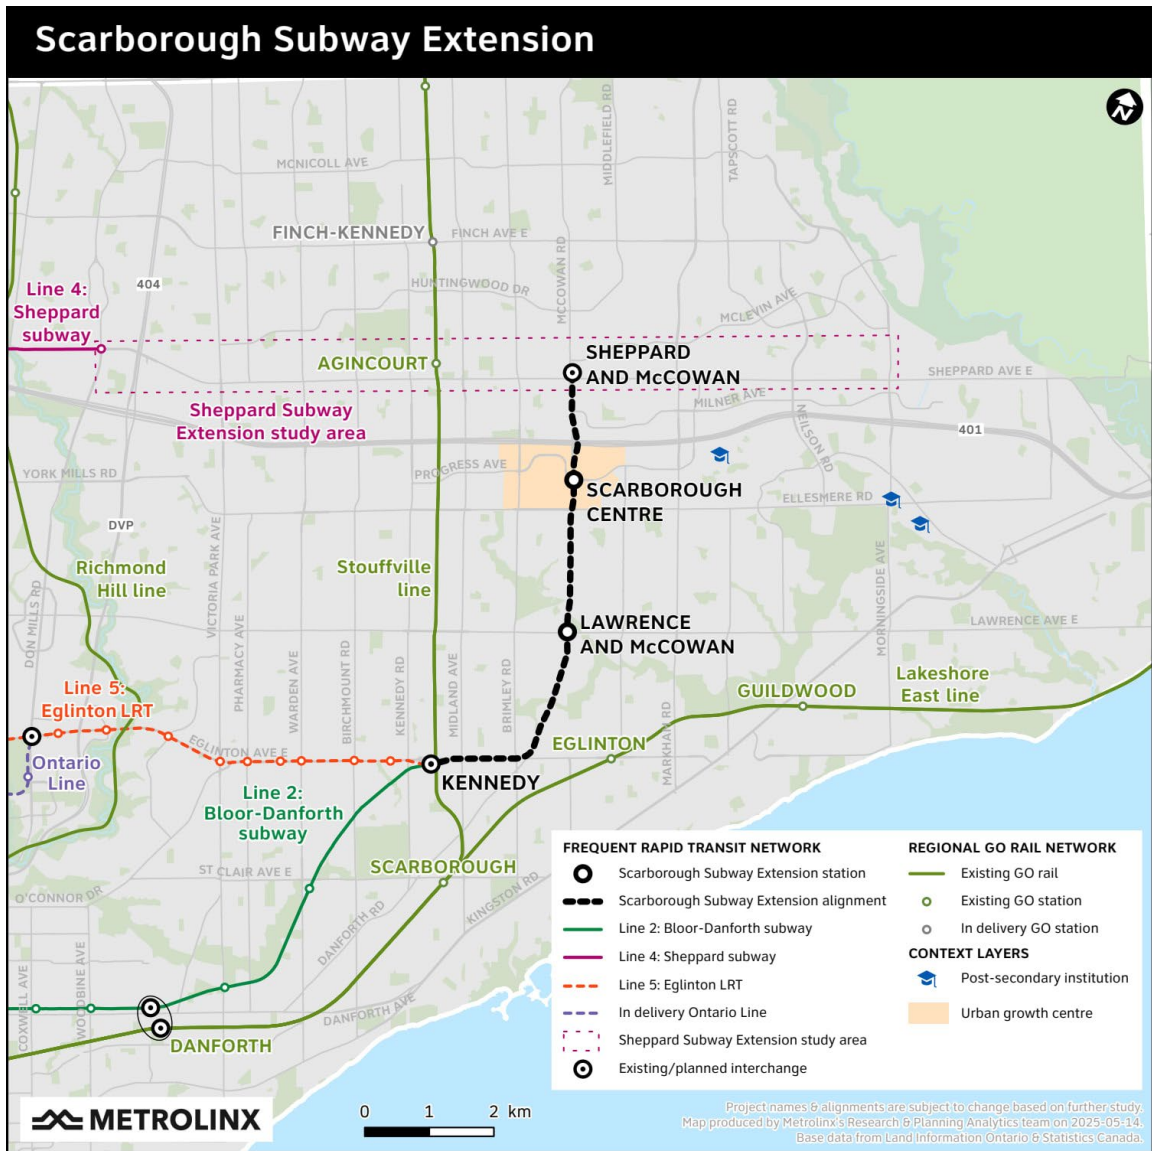 Scarborough Subway Extension
N
MIDDLEFIELD RD
TAPSCOTT RD
MCNICOLL AVE
FINCH-KENNEDY
FINCH AVE E
MCCOWAN RD
404
HUNTINGWOOD DR
MCLEVIN AVE
Line 4:
Sheppard
subway
AGINCOURT
SHEPPARD
AND McCOWAN
SHEPPARD AVE E
MILNER AVE
Sheppard Subway
Extension study area
NEILSON RD
401
YORK MILLS RD
PROGRESS AVE
SCARBOROUGH
CENTRE
ELLESMERE RD
DVP
VICTORIA PARK AVE
Richmond
Hill line
Stouffville
line
DON MILLS RD
MORNINGSIDE AVE
LAWRENCE
AND McCOWAN
LAWRENCE AVE E
PHARMACY AVE
WARDEN AVE
BIRCHMOUNT RD
KENNEDY RD
MIDLAND AVE
BRIMLEY RD
Lakeshore
East line
GUILDWOOD
Line 5:
Eglinton LRT
MARKHAM RD
EGLINTON AVE E
EGLINTON
Ontario
Line
KENNEDY
Line 2:
Bloor-Danforth
subway
ST CLAIR AVE E
SCARBOROUGH
O'CONNOR DR
KINGSTON RD
DANFORTH RD
COXWELL AVE
WOODBINE AVE
DANFORTH AVE
DANFORTH
FREQUENT RAPID TRANSIT NETWORK
Scarborough Subway Extension station
Scarborough Subway Extension alignment
Line 2: Bloor-Danforth subway
Line 4: Sheppard subway
Line 5: Eglinton LRT
In delivery Ontario Line
Sheppard Subway Extension study area
Existing/planned interchange
REGIONAL GO RAIL NETWORK
Existing GO rail
Existing GO station
In delivery GO station
CONTEXT LAYERS
Post-secondary institution
Urban growth centre
METROLINX
0 1 2 km
Project names & alignments are subject to change based on further study.
Map produced by Metrolinx's Research & Planning Analytics team on 2025-05-14.
Base data from Land Information Ontario & Statistics Canada.